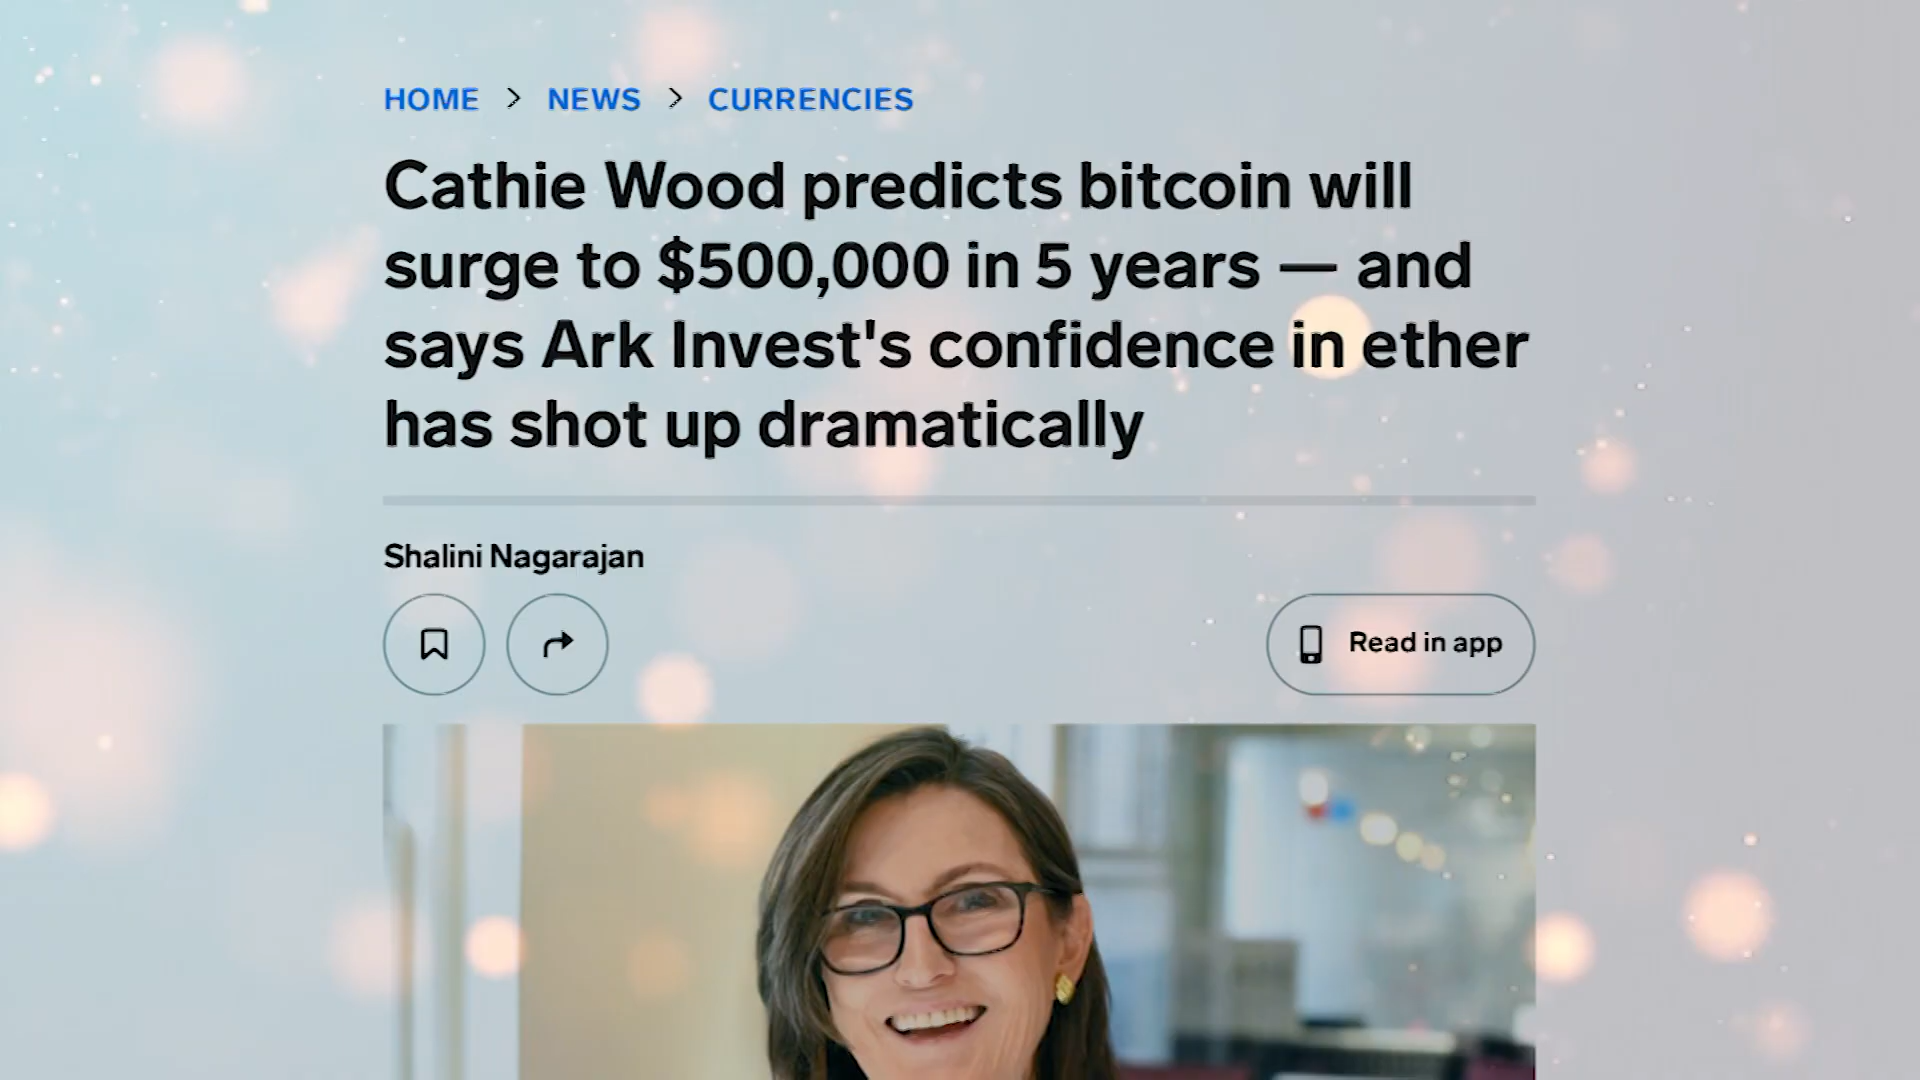 HOME > NEWS > CURRENCIES
Cathie Wood predicts bitcoin will
surge to $500,000 in 5 years — and
says Ark Invest's confidence in ether
has shot up dramatically
Shalini Nagarajan
Read in app